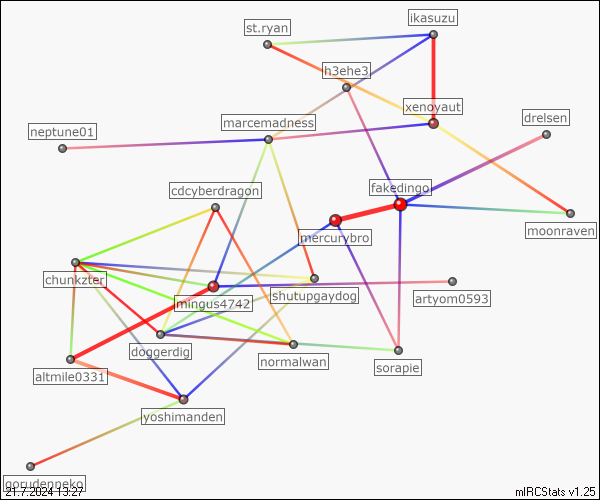 ikasuzu
st.ryan
h3ehe3
xenoyaut
drelsen
marcemadness
neptune01
fakedingo
cdcyberdragon
moonraven
mercurybro
chunkzter
mingus4742
shutupgaydog
artyom0593
doggerdig
normalwan
sorapie
altmile0331
yoshimanden
gorudenneko
21.7.2024 13:27
mIRCStats v1.25